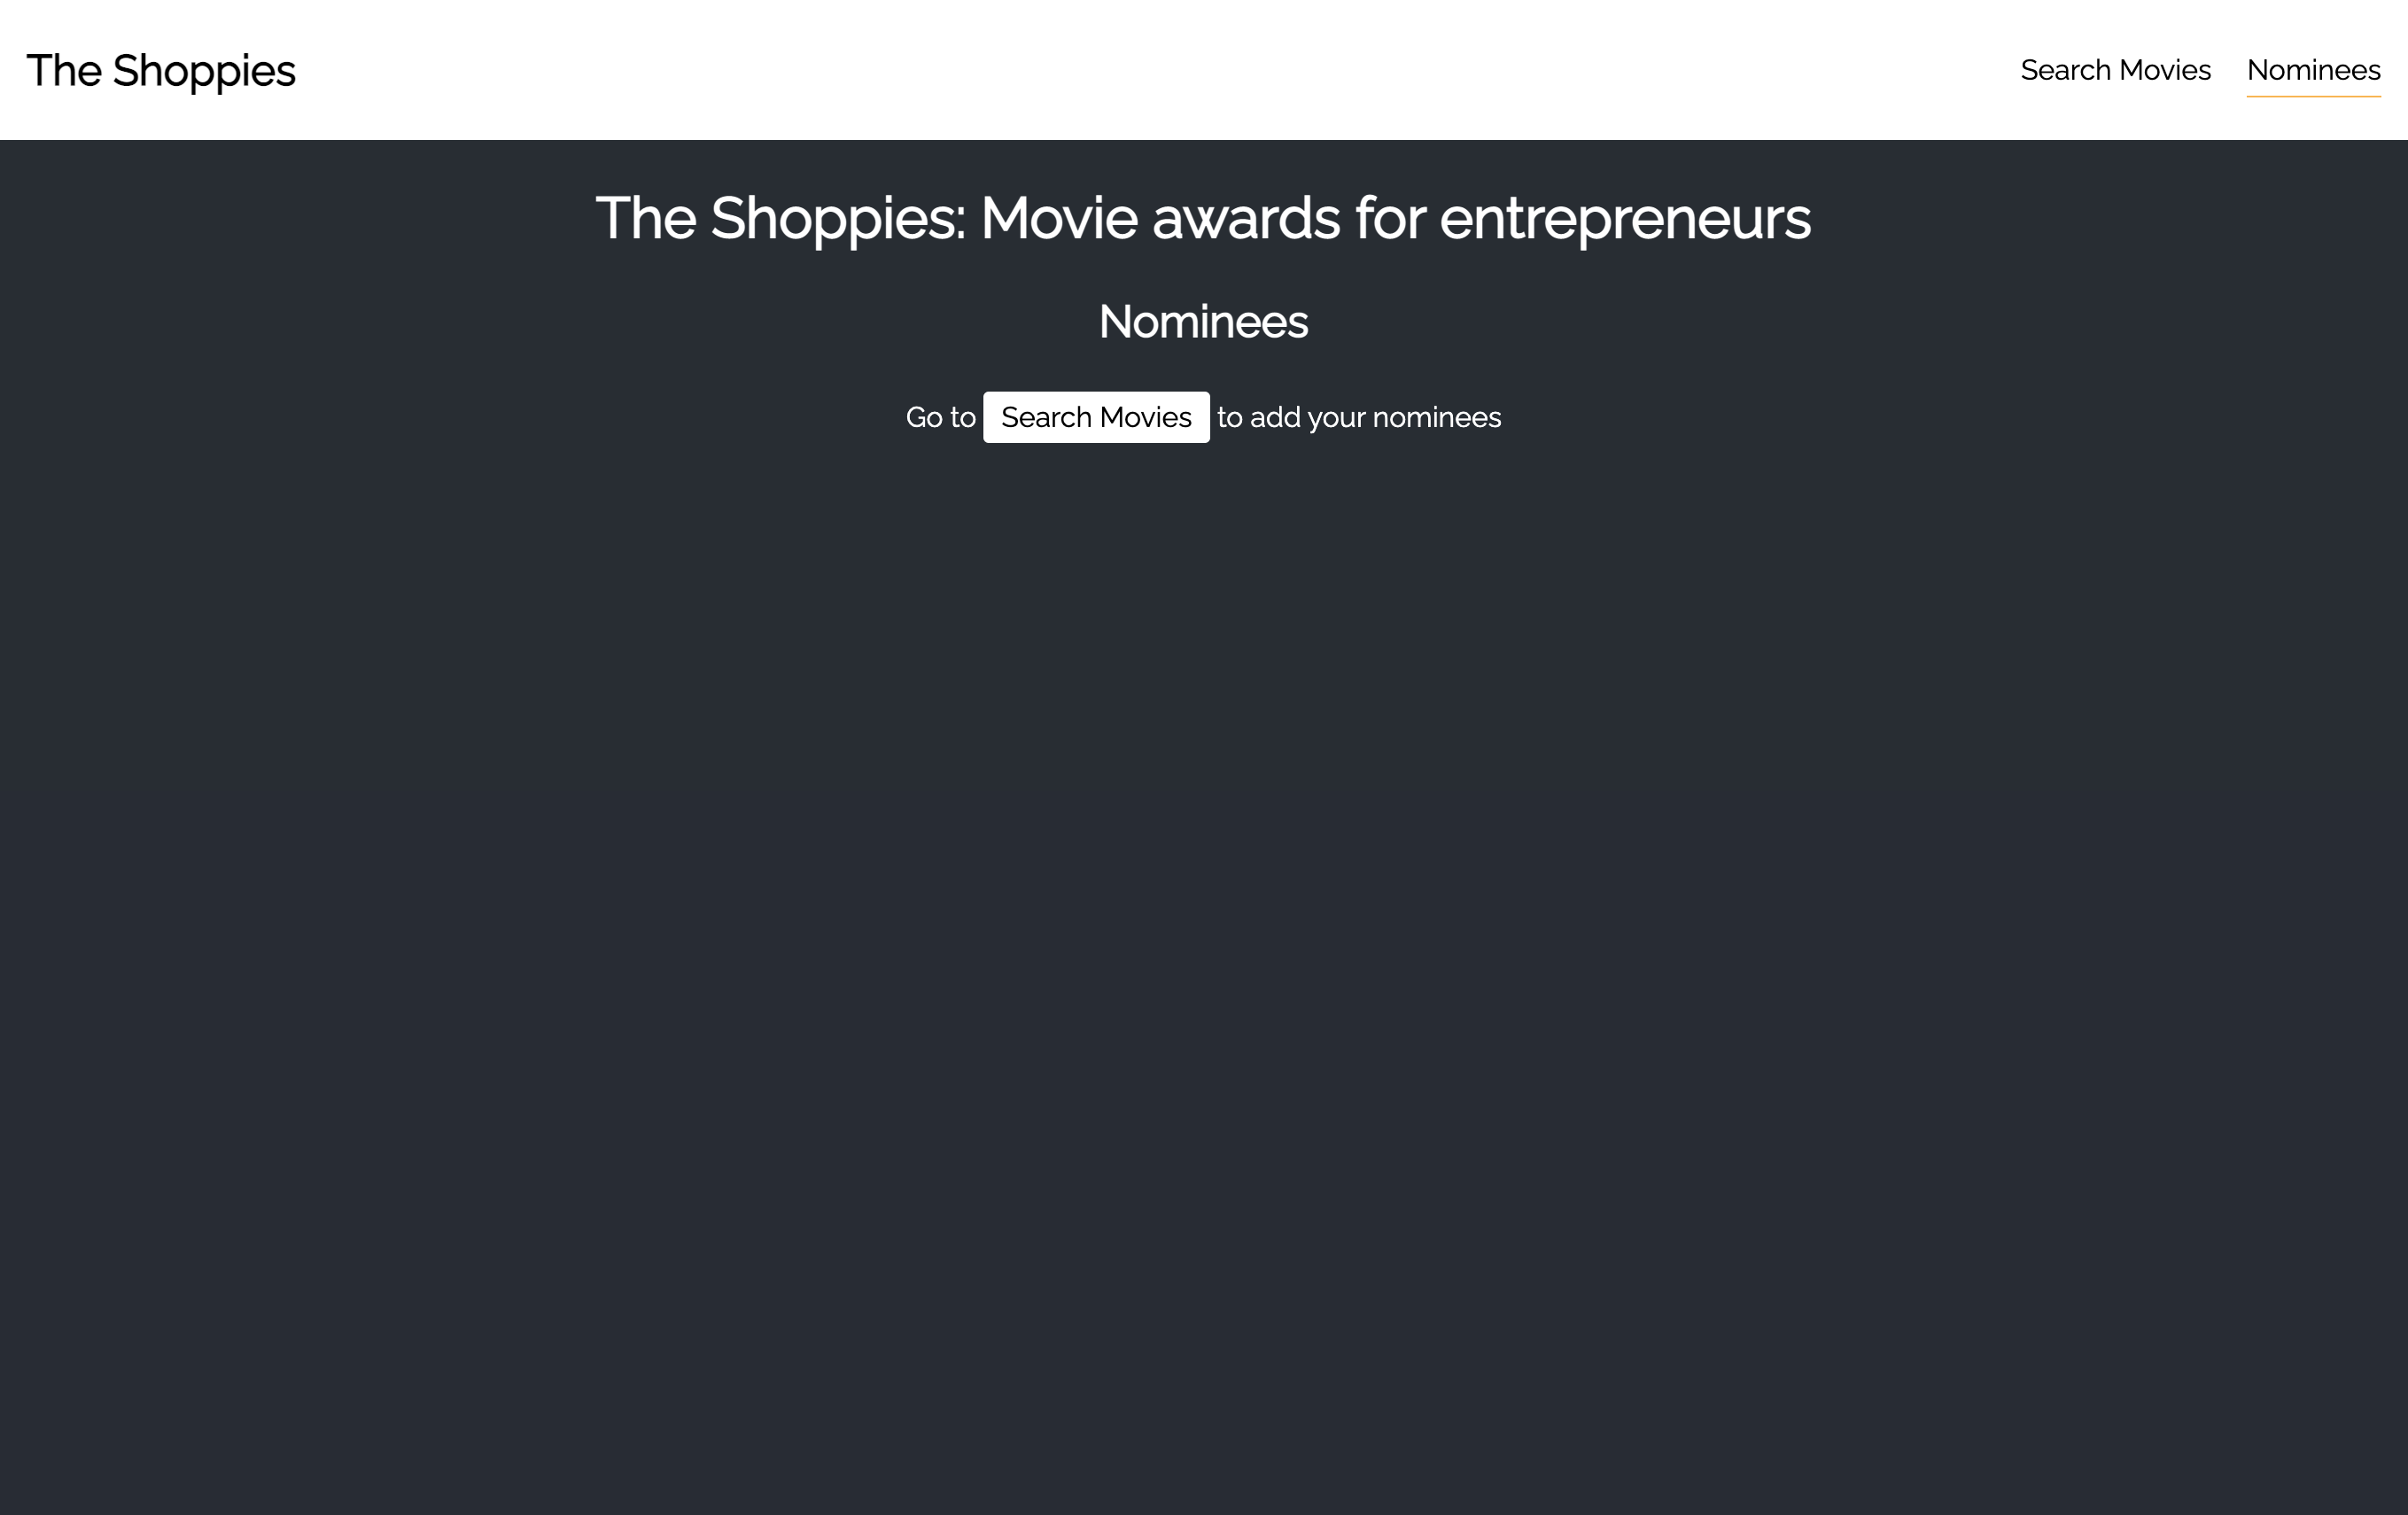 The Shoppies
Search Movies
Nominees
The Shoppies: Movie awards for entrepreneurs
Nominees
Go to Search Movies to add your nominees